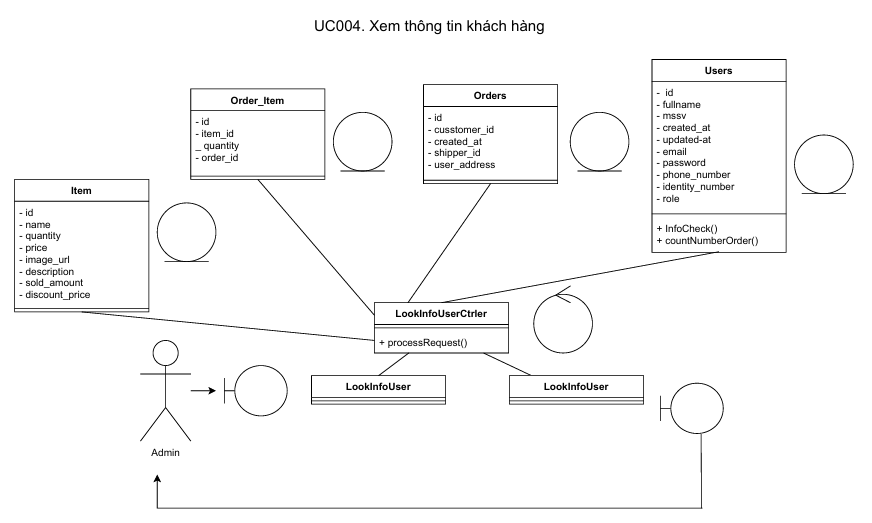 UC004. Xem thông tin khách hàng
Users
- id
- fullname
- mssv
- created_at
- updated-at
- email
- password
- phone_number
- identity_number
- role
+ InfoCheck()
+ countNumberOrder()
Orders
- id
- cusstomer_id
- created_at
- shipper_id
- user_address
Order_Item
- id
- item_id
_ quantity
- order_id
Item
- id
- name
- quantity
- price
- image_url
- description
- sold_amount
- discount_price
LookInfoUserCtrler
+ processRequest()
LookInfoUser
LookInfoUser
Admin